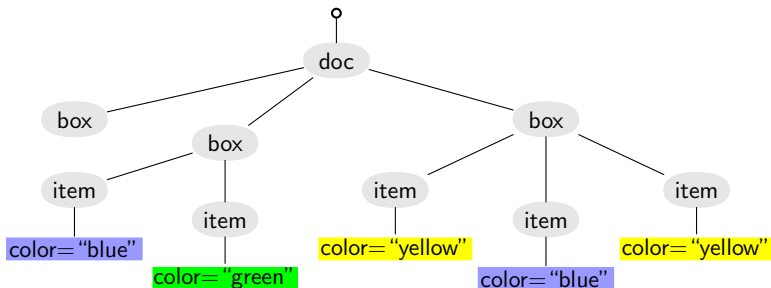 doc
box
box
box
item
item
item
item
item
color="blue"
color="green"
color="yellow"
color="blue"
color="yellow"